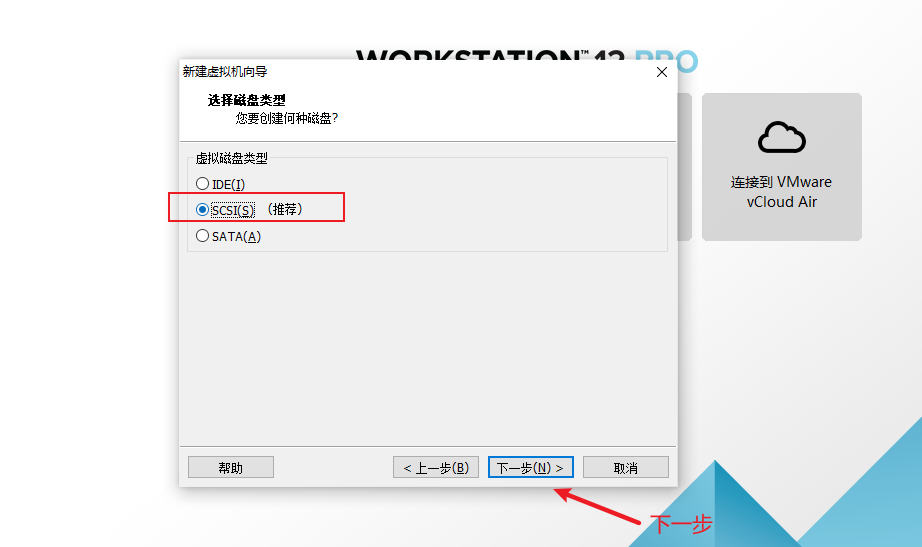 WORKSTATION™ 12 PRO
新建虚拟机向导
选择磁盘类型
您要创建何种磁盘?
虚拟磁盘类型
IDE(I)
SCSI(S) （推荐）
SATA(A)
连接到 VMware
vCloud Air
帮助
< 上一步(B)
下一步(N) >
取消
下一步